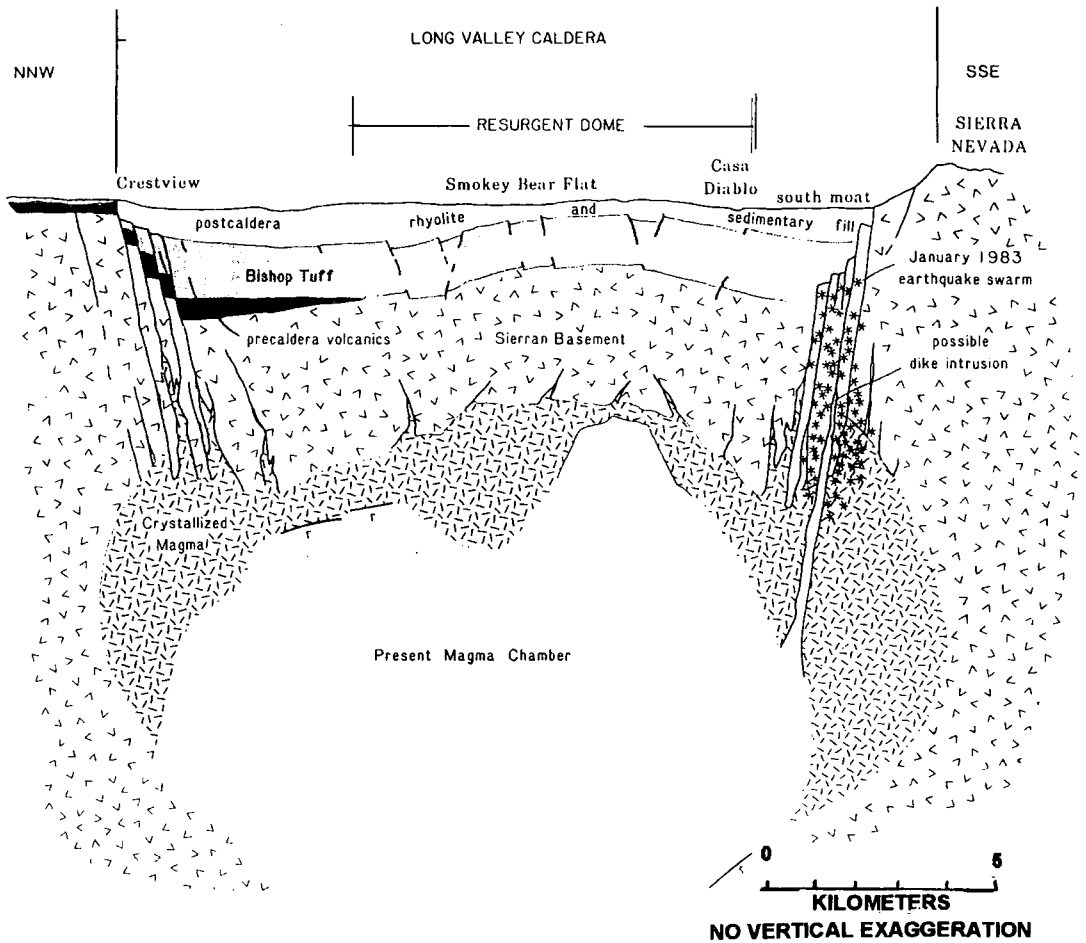 LONG VALLEY CALDERA
NNW
SSE
RESURGENT DOME
SIERRA
NEVADA
Crestview
Smokey Bear Flat
Casa
Diablo
south moat
postcaldera rhyolite and sedimentary fill
Bishop Tuff
January 1983
earthquake swarm
precaldera volcanics
Sierran Basement
possible
dike intrusion
Crystallized
Magma
r r
Present Magma Chamber
r
0 5
KILOMETERS
NO VERTICAL EXAGGERATION